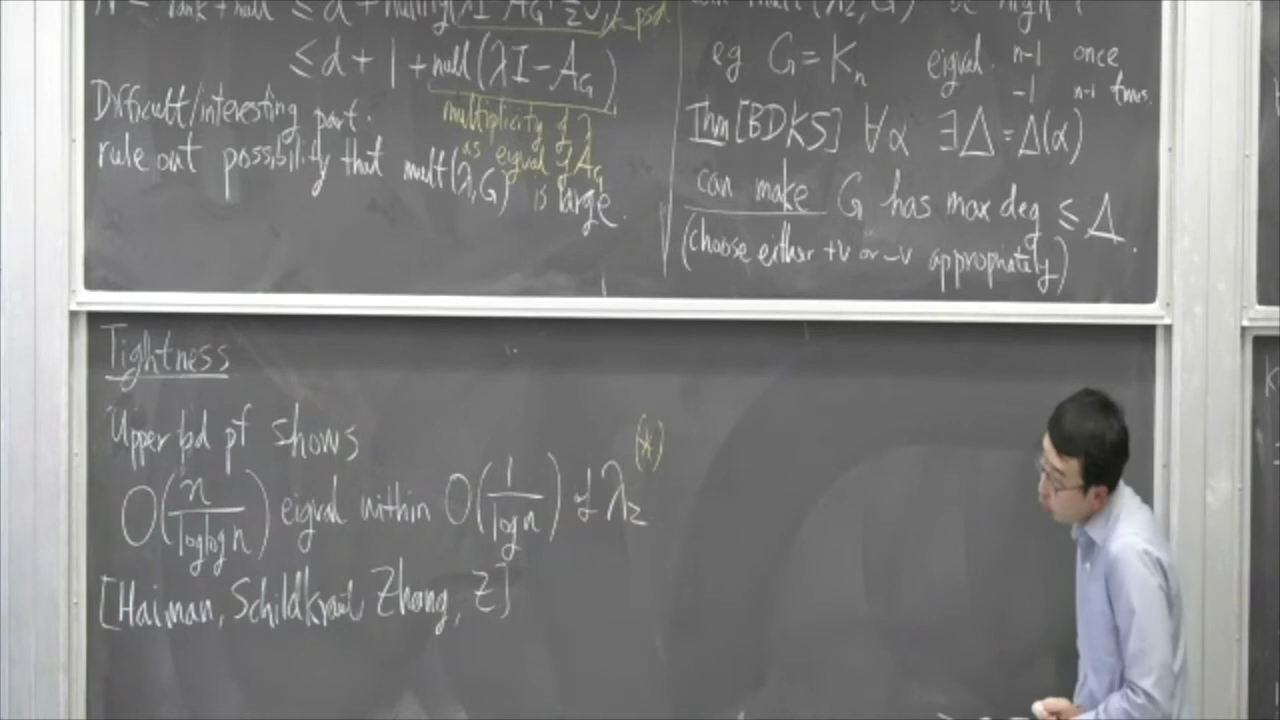 ≤ d + 1 + null(λI − A_G)
multiplicity of λ
as eigval of A_G
Difficult/interesting part.
rule out possibility that mult(λ,G) is large.
eg G = K_n eigval n-1 once
-1 n-1 times.
Thm [BDKS] ∀α ∃Δ = Δ(α)
can make G has max deg ≤ Δ.
(choose either +v or −v appropriately)
Tightness
Upper bd pf shows
O(n/loglog n) eigval within O(1/log n) of λ_2 (*)
[Haiman, Schildkraut Zhang, Z]